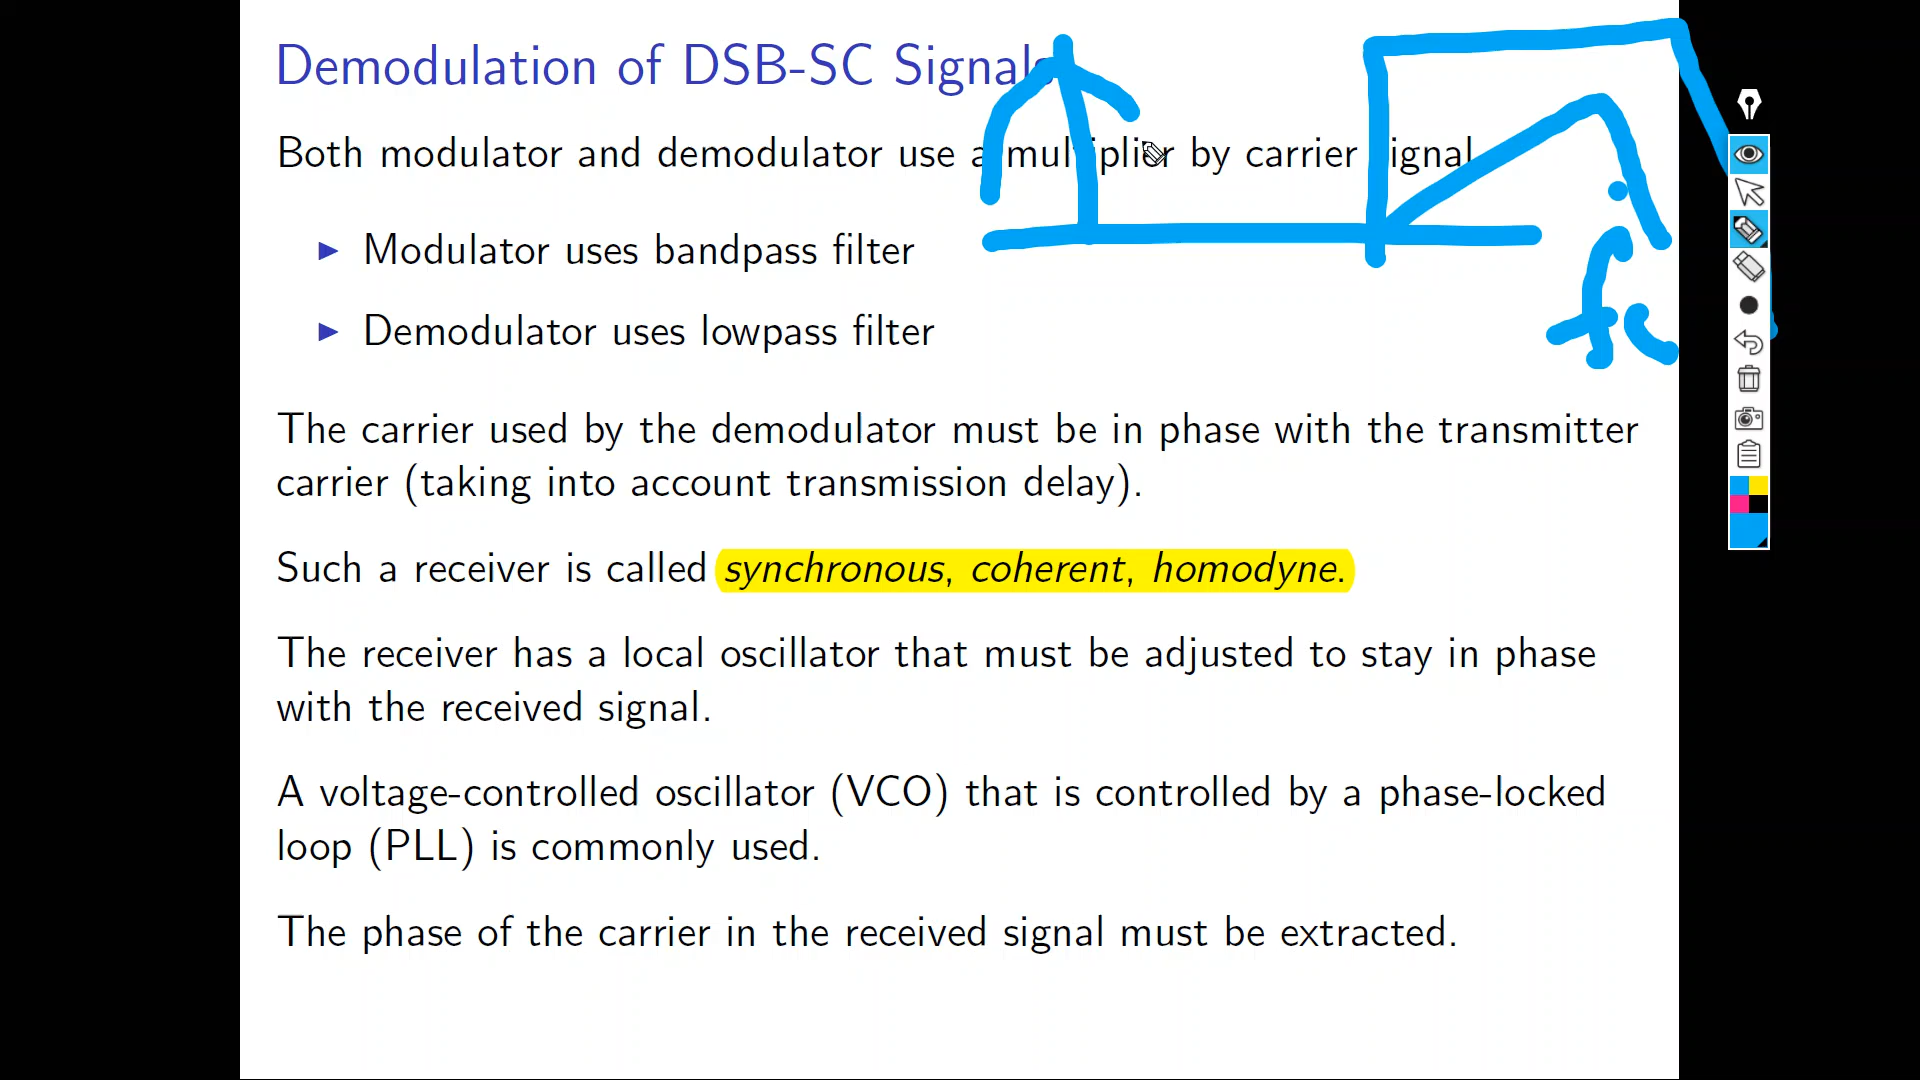 Demodulation of DSB-SC Signals
Both modulator and demodulator use a multiplier by carrier signal
▶ Modulator uses bandpass filter
▶ Demodulator uses lowpass filter
fc
The carrier used by the demodulator must be in phase with the transmitter
carrier (taking into account transmission delay).
Such a receiver is called synchronous, coherent, homodyne.
The receiver has a local oscillator that must be adjusted to stay in phase
with the received signal.
A voltage-controlled oscillator (VCO) that is controlled by a phase-locked
loop (PLL) is commonly used.
The phase of the carrier in the received signal must be extracted.